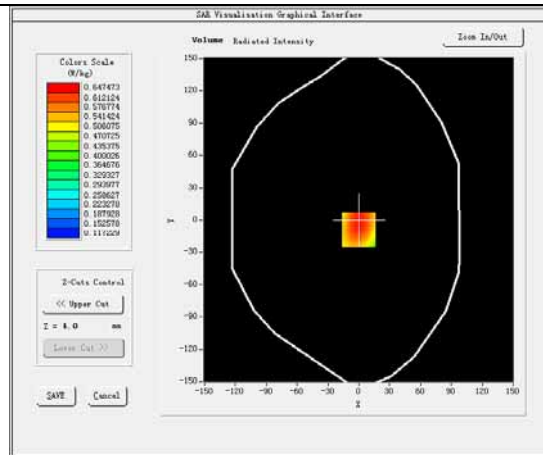 SAR Visualisation Graphical Interface
Volume Radiated Intensity
Zoom In/Out
Colors Scale
(W/kg)
0.647473
0.612124
0.576774
0.541424
0.506075
0.470725
0.435375
0.400026
0.364676
0.329327
0.293977
0.258627
0.223278
0.187928
0.152578
0.117229
Z-Cuts Control
<< Upper Cut
Z = 4.0 mm
Lower Cut >>
SAVE Cancel
150
120
90
60
30
0
-30
-60
-90
-120
-150
Y
-150 -120 -90 -60 -30 0 30 60 90 120 150
X